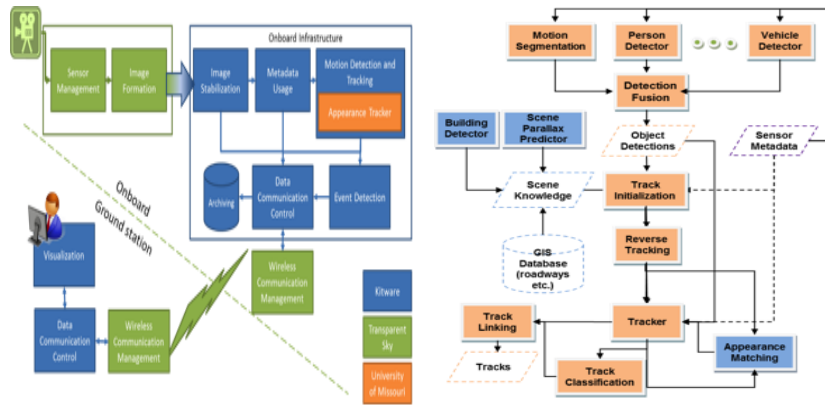 Onboard Infrastructure
Sensor
Management
Image
Formation
Image
Stabilization
Metadata
Usage
Motion Detection and
Tracking
Appearance Tracker
Archiving
Data
Communication
Control
Event Detection
Onboard
Ground station
Visualization
Wireless
Communication
Management
Data
Communication
Control
Wireless
Communication
Management
Kitware
Transparent
Sky
University
of Missouri
Motion
Segmentation
Person
Detector
Vehicle
Detector
Detection
Fusion
Building
Detector
Scene
Parallax
Predictor
Object
Detections
Sensor
Metadata
Scene
Knowledge
Track
Initialization
Reverse
Tracking
GIS
Database
(roadways
etc.)
Track
Linking
Tracker
Appearance
Matching
Tracks
Track
Classification